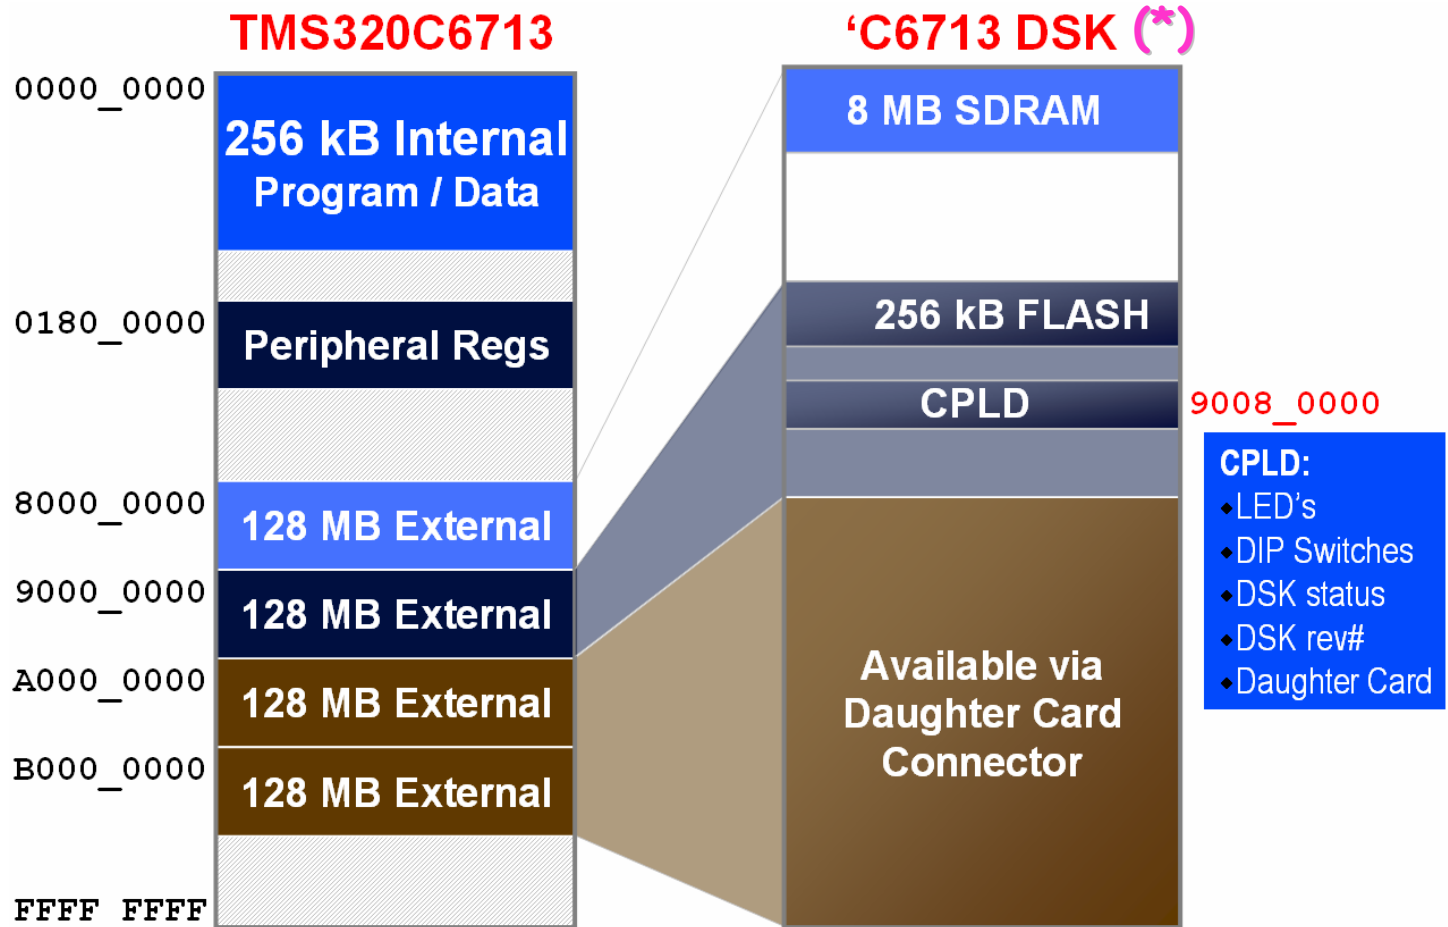 TMS320C6713
‘C6713 DSK (*)
0000_0000
256 kB Internal
Program / Data
0180_0000
Peripheral Regs
8000_0000
128 MB External
9000_0000
128 MB External
A000_0000
128 MB External
B000_0000
128 MB External
FFFF FFFF
8 MB SDRAM
256 kB FLASH
CPLD
9008_0000
Available via
Daughter Card
Connector
CPLD:
◆LED's
◆DIP Switches
◆DSK status
◆DSK rev#
◆Daughter Card